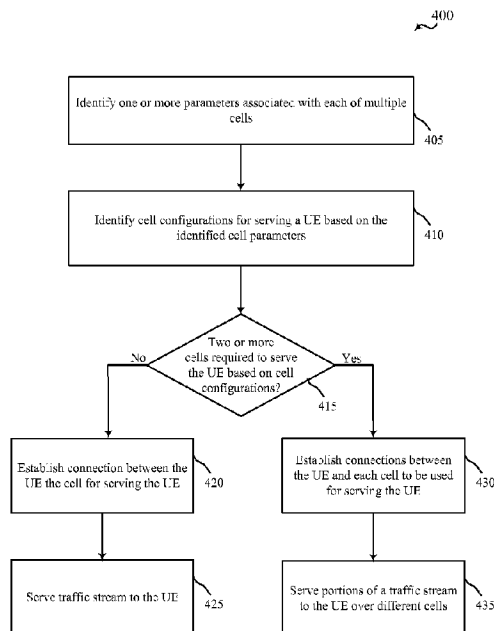 400
Identify one or more parameters associated with each of multiple
cells
405
Identify cell configurations for serving a UE based on the
identified cell parameters
410
Two or more
cells required to serve
the UE based on cell
configurations?
No
Yes
415
Establish connection between the
UE the cell for serving the UE
420
Establish connections between
the UE and each cell to be used
for serving the UE
430
Serve traffic stream to the UE
425
Serve portions of a traffic stream
to the UE over different cells
435